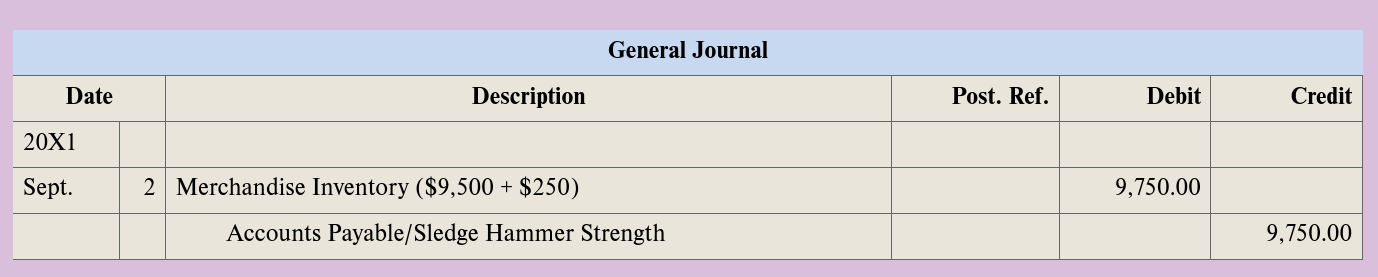 General Journal
Date Description Post. Ref. Debit Credit
20X1
Sept. 2 Merchandise Inventory ($9,500 + $250) 9,750.00
Accounts Payable/Sledge Hammer Strength 9,750.00